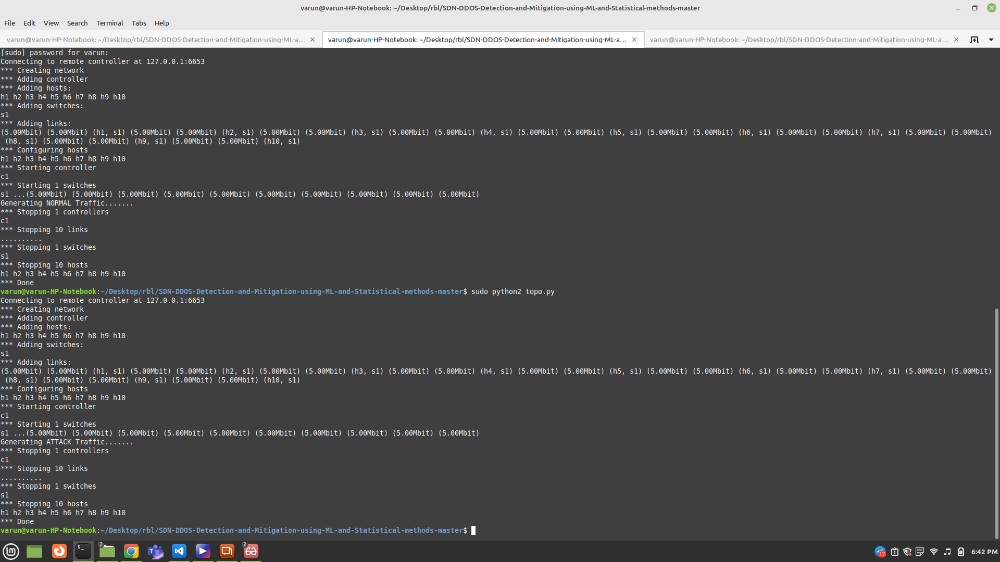 varun@varun-HP-Notebook: ~/Desktop/rbl/SDN-DDOS-Detection-and-Mitigation-using-ML-and-Statistical-methods-master
File Edit View Search Terminal Tabs Help
varun@varun-HP-Notebook: ~/Desktop/rbl/SDN-DDOS-Detection-and-Mitigation-using-ML-a... varun@varun-HP-Notebook: ~/Desktop/rbl/SDN-DDOS-Detection-and-Mitigation-using-ML-a... varun@varun-HP-Notebook: ~/Desktop/rbl/SDN-DDOS-Detection-and-Mitigation-using-ML-a...
[sudo] password for varun:
Connecting to remote controller at 127.0.0.1:6653
*** Creating network
*** Adding controller
*** Adding hosts:
h1 h2 h3 h4 h5 h6 h7 h8 h9 h10
*** Adding switches:
s1
*** Adding links:
(5.00Mbit) (5.00Mbit) (h1, s1) (5.00Mbit) (5.00Mbit) (h2, s1) (5.00Mbit) (5.00Mbit) (h3, s1) (5.00Mbit) (5.00Mbit) (h4, s1) (5.00Mbit) (5.00Mbit) (h5, s1) (5.00Mbit) (5.00Mbit) (h6, s1) (5.00Mbit) (5.00Mbit) (h7, s1) (5.00Mbit) (5.00Mbit)
(h8, s1) (5.00Mbit) (5.00Mbit) (h9, s1) (5.00Mbit) (5.00Mbit) (h10, s1)
*** Configuring hosts
h1 h2 h3 h4 h5 h6 h7 h8 h9 h10
*** Starting controller
c1
*** Starting 1 switches
s1 ...(5.00Mbit) (5.00Mbit) (5.00Mbit) (5.00Mbit) (5.00Mbit) (5.00Mbit) (5.00Mbit) (5.00Mbit) (5.00Mbit) (5.00Mbit)
Generating NORMAL Traffic.......
*** Stopping 1 controllers
c1
*** Stopping 10 links
..........
*** Stopping 1 switches
s1
*** Stopping 10 hosts
h1 h2 h3 h4 h5 h6 h7 h8 h9 h10
*** Done
varun@varun-HP-Notebook:~/Desktop/rbl/SDN-DDOS-Detection-and-Mitigation-using-ML-and-Statistical-methods-master$ sudo python2 topo.py
Connecting to remote controller at 127.0.0.1:6653
*** Creating network
*** Adding controller
*** Adding hosts:
h1 h2 h3 h4 h5 h6 h7 h8 h9 h10
*** Adding switches:
s1
*** Adding links:
(5.00Mbit) (5.00Mbit) (h1, s1) (5.00Mbit) (5.00Mbit) (h2, s1) (5.00Mbit) (5.00Mbit) (h3, s1) (5.00Mbit) (5.00Mbit) (h4, s1) (5.00Mbit) (5.00Mbit) (h5, s1) (5.00Mbit) (5.00Mbit) (h6, s1) (5.00Mbit) (5.00Mbit) (h7, s1) (5.00Mbit) (5.00Mbit)
(h8, s1) (5.00Mbit) (5.00Mbit) (h9, s1) (5.00Mbit) (5.00Mbit) (h10, s1)
*** Configuring hosts
h1 h2 h3 h4 h5 h6 h7 h8 h9 h10
*** Starting controller
c1
*** Starting 1 switches
s1 ...(5.00Mbit) (5.00Mbit) (5.00Mbit) (5.00Mbit) (5.00Mbit) (5.00Mbit) (5.00Mbit) (5.00Mbit) (5.00Mbit) (5.00Mbit)
Generating ATTACK Traffic.......
*** Stopping 1 controllers
c1
*** Stopping 10 links
..........
*** Stopping 1 switches
s1
*** Stopping 10 hosts
h1 h2 h3 h4 h5 h6 h7 h8 h9 h10
*** Done
varun@varun-HP-Notebook:~/Desktop/rbl/SDN-DDOS-Detection-and-Mitigation-using-ML-and-Statistical-methods-master$
2 2 17 6:42 PM